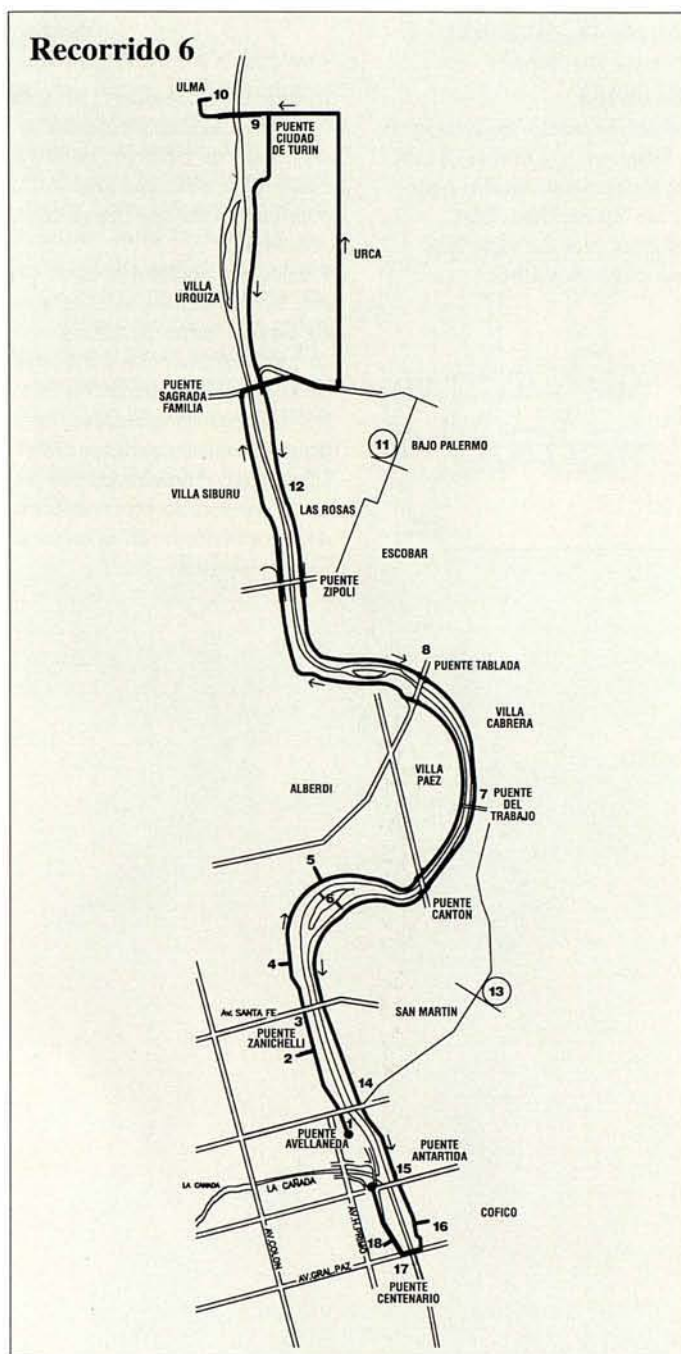 Recorrido 6
ULMA
10
9
PUENTE
CIUDAD
DE TURIN
URCA
VILLA
URQUIZA
PUENTE
SAGRADA
FAMILIA
11
BAJO PALERMO
12
VILLA SIBURU
LAS ROSAS
ESCOBAR
PUENTE
ZIPOLI
8
PUENTE TABLADA
VILLA
CABRERA
VILLA
PAEZ
ALBERDI
7
PUENTE
DEL
TRABAJO
5
6
PUENTE
CANTON
4
13
SAN MARTIN
AV. SANTA FE
3
PUENTE
ZANICHELLI
2
14
1
PUENTE
AVELLANEDA
PUENTE
ANTARTIDA
LA CAÑADA
LA CAÑADA
15
AV. COLON
AV. H. PRIMO
16
COFICO
18
17
AV. GRAL. PAZ
PUENTE
CENTENARIO